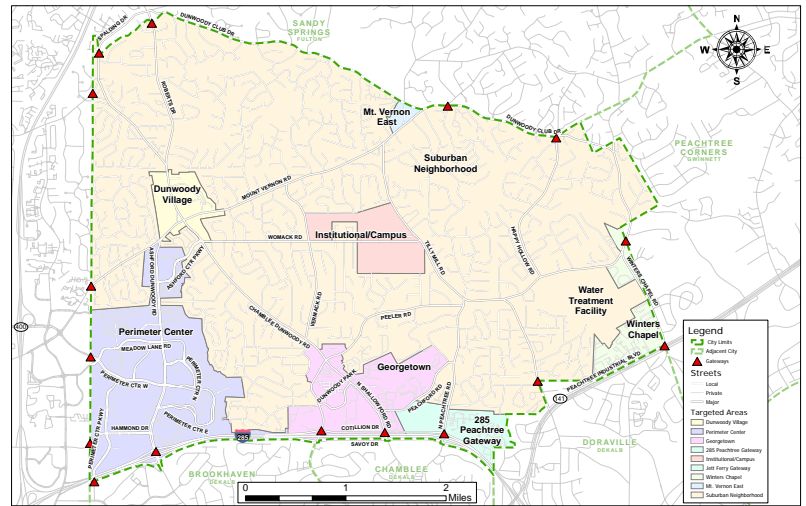 SPALDING DR
DUNWOODY CLUB DR
SANDY
SPRINGS
FULTON
N
W
E
S
ROBERTS DR
Mt. Vernon
East
DUNWOODY CLUB DR
PEACHTREE
CORNERS
GWINNETT
Suburban
Neighborhood
Dunwoody
Village
MOUNT VERNON RD
WOMACK RD
Institutional/Campus
TILLY MILL RD
HAPPY HOLLOW RD
ASHFORD DUNWOODY RD
ASHFORD CTR PKWY
WINTERS CHAPEL RD
Water
Treatment
Facility
VERMACK RD
CHAMBLEE DUNWOODY RD
PEELER RD
Winters
Chapel
400
Perimeter Center
MEADOW LANE RD
PERIMETER CTR N
PERIMETER CTR W
Georgetown
DUNWOODY PARK
N SHALLOWFORD RD
PEACHFORD RD
N PEACHTREE RD
PEACHTREE INDUSTRIAL BLVD
141
PERIMETER CTR PKWY
HAMMOND DR
PERIMETER CTR E
285
COTILLION DR
SAVOY DR
285
Peachtree
Gateway
BROOKHAVEN
DEKALB
CHAMBLEE
DEKALB
DORAVILLE
DEKALB
0
1
2
Miles
Legend
City Limits
Adjacent City
Gateways
Streets
Local
Private
Major
Targeted Areas
Dunwoody Village
Perimeter Center
Georgetown
285 Peachtree Gateway
Institutional/Campus
Jett Ferry Gateway
Winters Chapel
Mt. Vernon East
Suburban Neighborhood